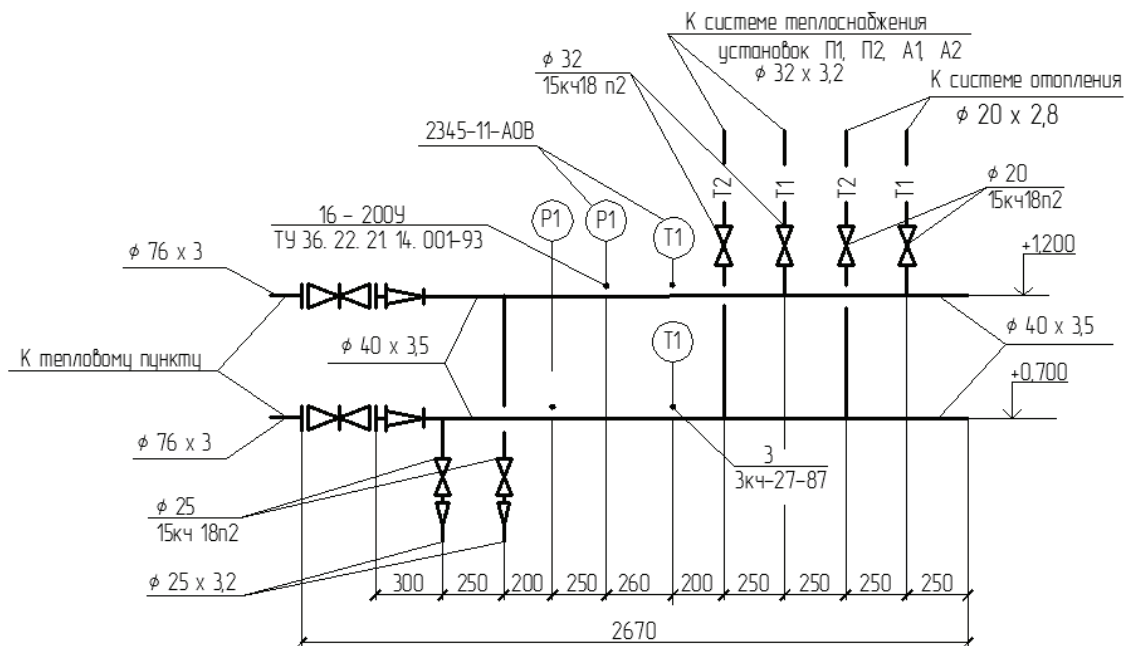 К системе теплоснабжения
установок П1, П2, А1, А2
ϕ 32 х 3,2
ϕ 32
15кч18 п2
К системе отопления
ϕ 20 х 2,8
2345-11-АОВ
ϕ 20
15кч18п2
Т2
Т1
Т2
Т1
16 - 200У
ТУ 36. 22. 21. 14. 001-93
Р1
Р1
Т1
ϕ 76 х 3
+1,200
К тепловому пункту
ϕ 40 х 3,5
Т1
ϕ 40 х 3,5
+0,700
ϕ 76 х 3
3
3кч-27-87
ϕ 25
15кч 18п2
ϕ 25 х 3,2
300
250
200
250
260
200
250
250
250
250
2670